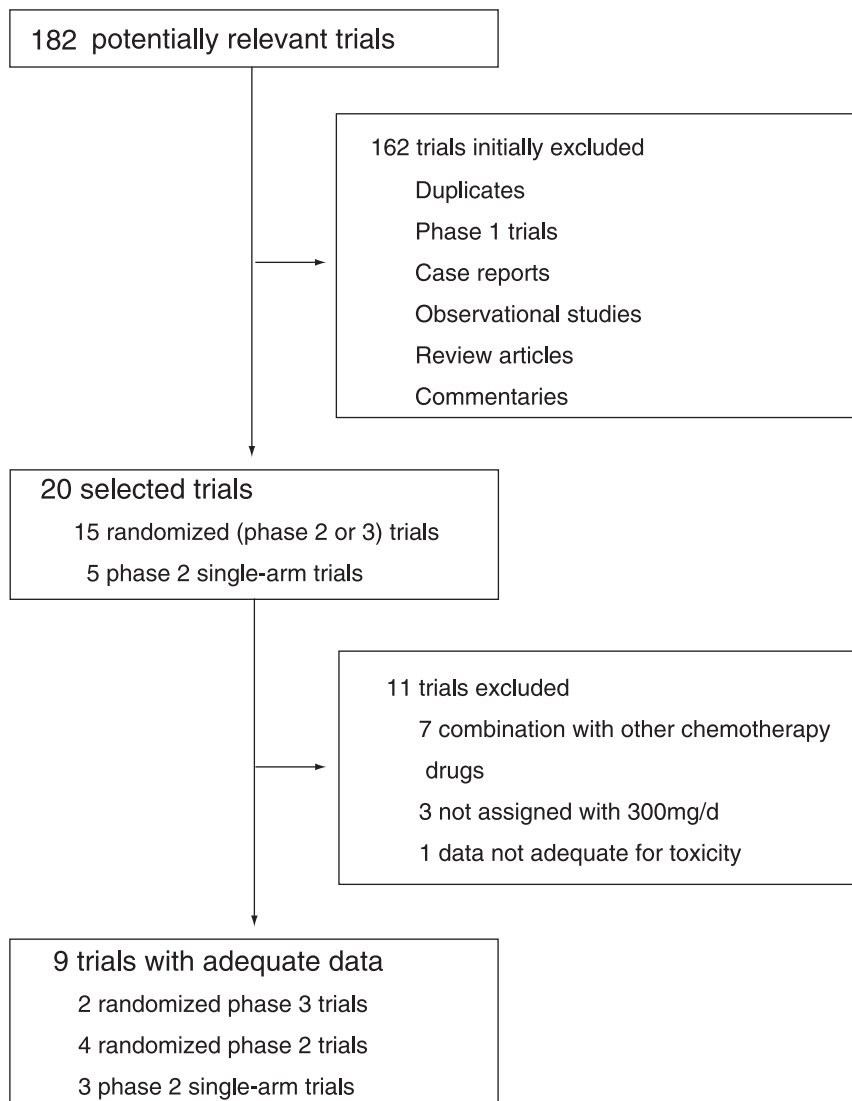 182 potentially relevant trials
162 trials initially excluded
Duplicates
Phase 1 trials
Case reports
Observational studies
Review articles
Commentaries
20 selected trials
15 randomized (phase 2 or 3) trials
5 phase 2 single-arm trials
11 trials excluded
7 combination with other chemotherapy
drugs
3 not assigned with 300mg/d
1 data not adequate for toxicity
9 trials with adequate data
2 randomized phase 3 trials
4 randomized phase 2 trials
3 phase 2 single-arm trials